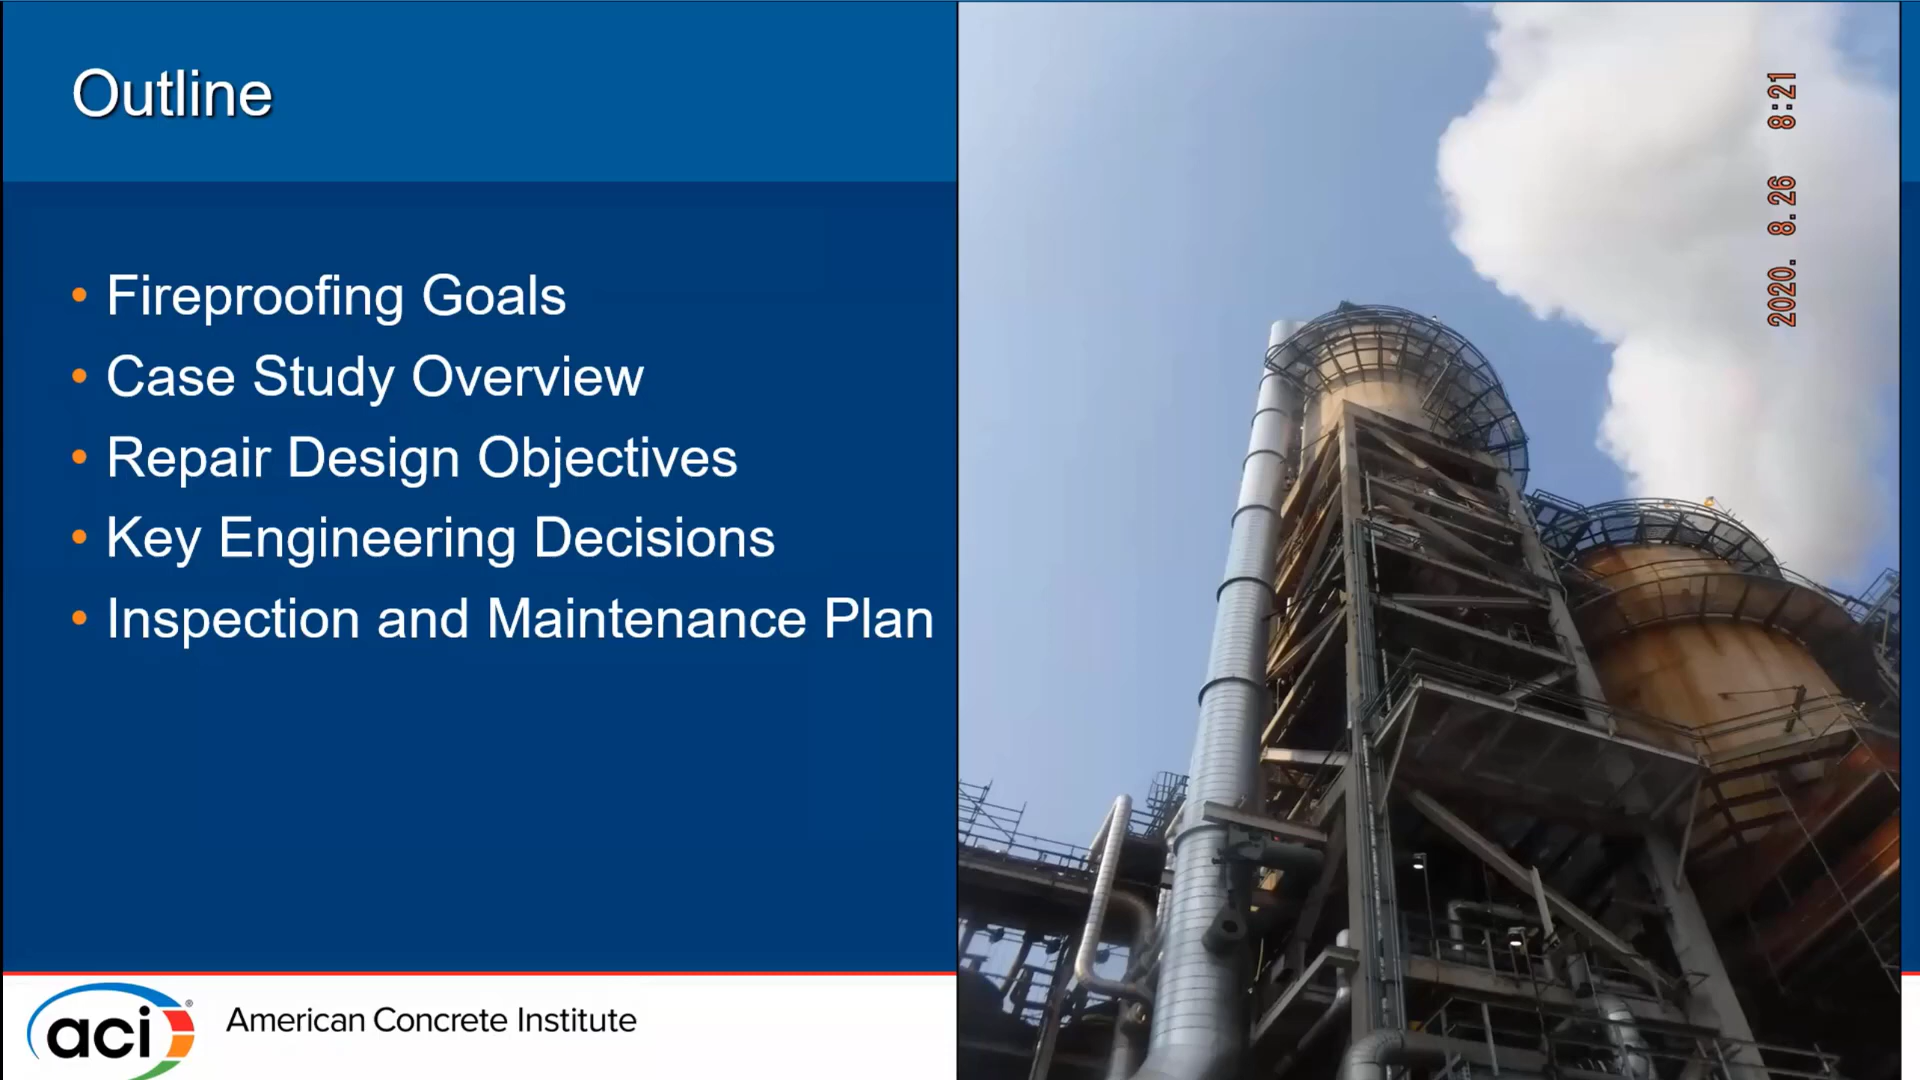 Outline
• Fireproofing Goals
• Case Study Overview
• Repair Design Objectives
• Key Engineering Decisions
• Inspection and Maintenance Plan
2020. 8.26 8:21
aci®
American Concrete Institute